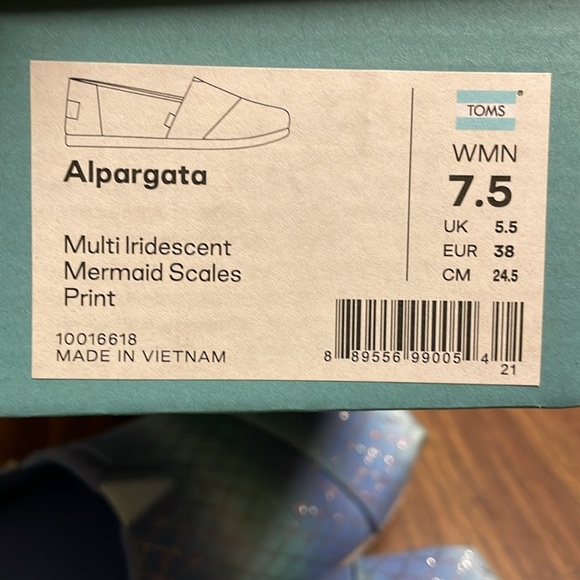 Alpargata
Multi Iridescent
Mermaid Scales
Print
10016618
MADE IN VIETNAM
TOMS®
WMN
7.5
UK 5.5
EUR 38
CM 24.5
8 89556 99005 4
21